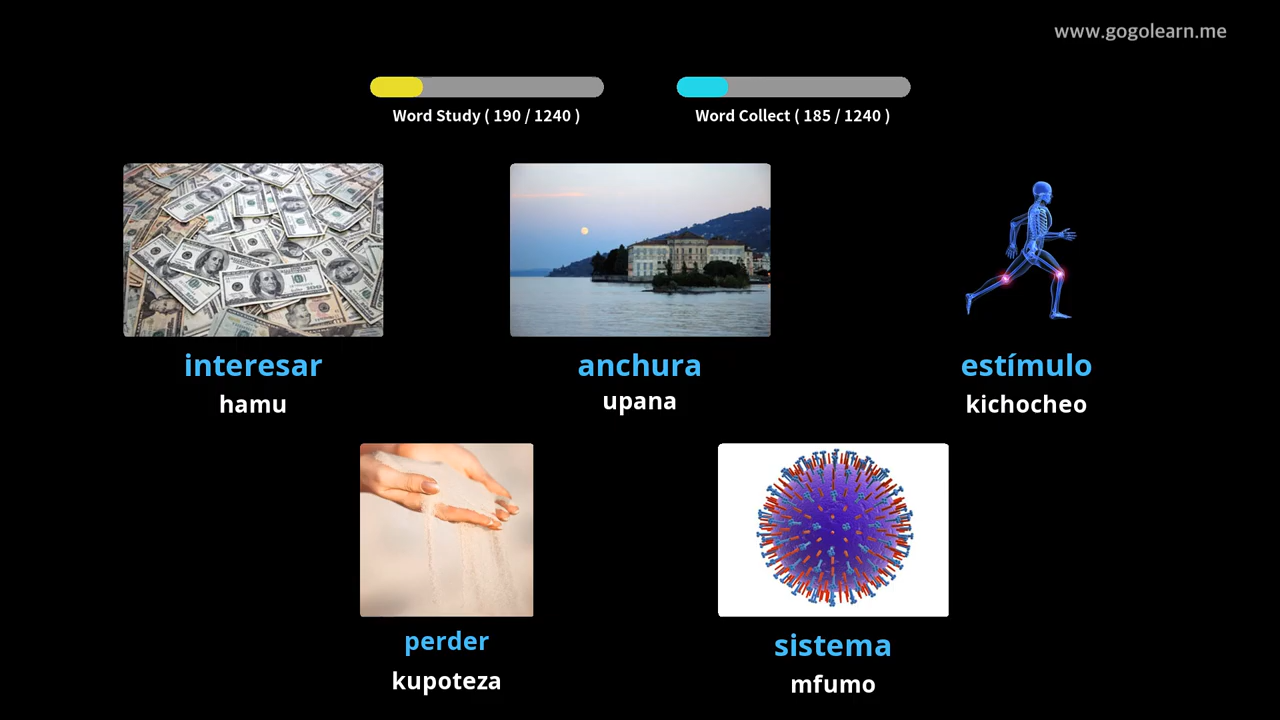 www.gogolearn.me
Word Study ( 190 / 1240 )
Word Collect ( 185 / 1240 )
interesar
hamu
anchura
upana
estímulo
kichocheo
perder
kupoteza
sistema
mfumo